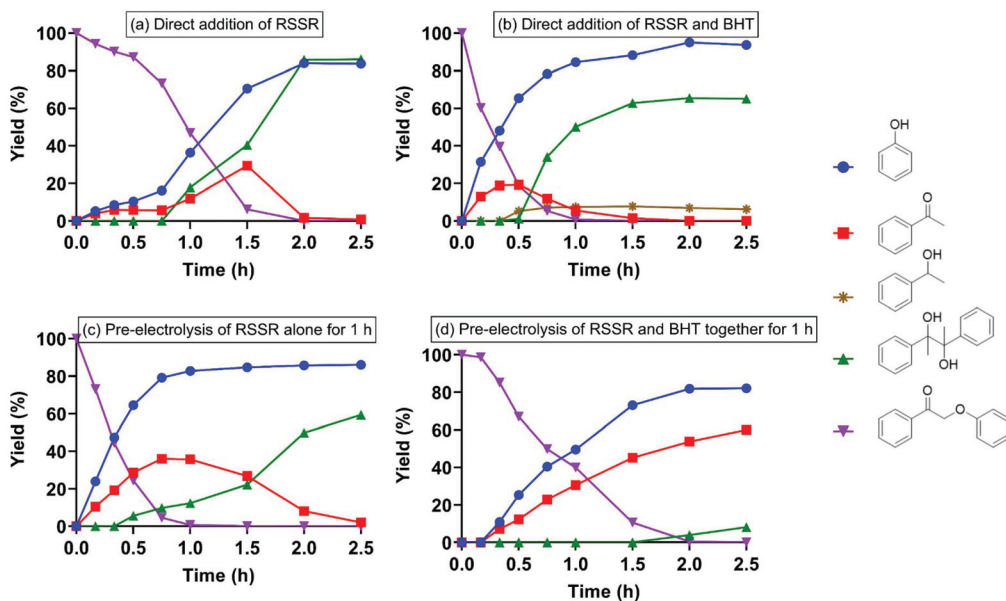 (a) Direct addition of RSSR
100
80
60
40
20
0
Yield (%)
0.0 0.5 1.0 1.5 2.0 2.5
Time (h)
(b) Direct addition of RSSR and BHT
100
80
60
40
20
0
Yield (%)
0.0 0.5 1.0 1.5 2.0 2.5
Time (h)
(c) Pre-electrolysis of RSSR alone for 1 h
100
80
60
40
20
0
Yield (%)
0.0 0.5 1.0 1.5 2.0 2.5
Time (h)
(d) Pre-electrolysis of RSSR and BHT together for 1 h
100
80
60
40
20
0
Yield (%)
0.0 0.5 1.0 1.5 2.0 2.5
Time (h)
OH
O
OH
OH
OH
O
O